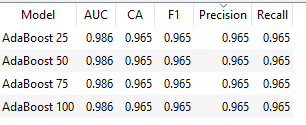 Model AUC CA F1 Precision Recall
AdaBoost 25 0.986 0.965 0.965 0.965 0.965
AdaBoost 50 0.986 0.965 0.965 0.965 0.965
AdaBoost 75 0.986 0.965 0.965 0.965 0.965
AdaBoost 100 0.986 0.965 0.965 0.965 0.965